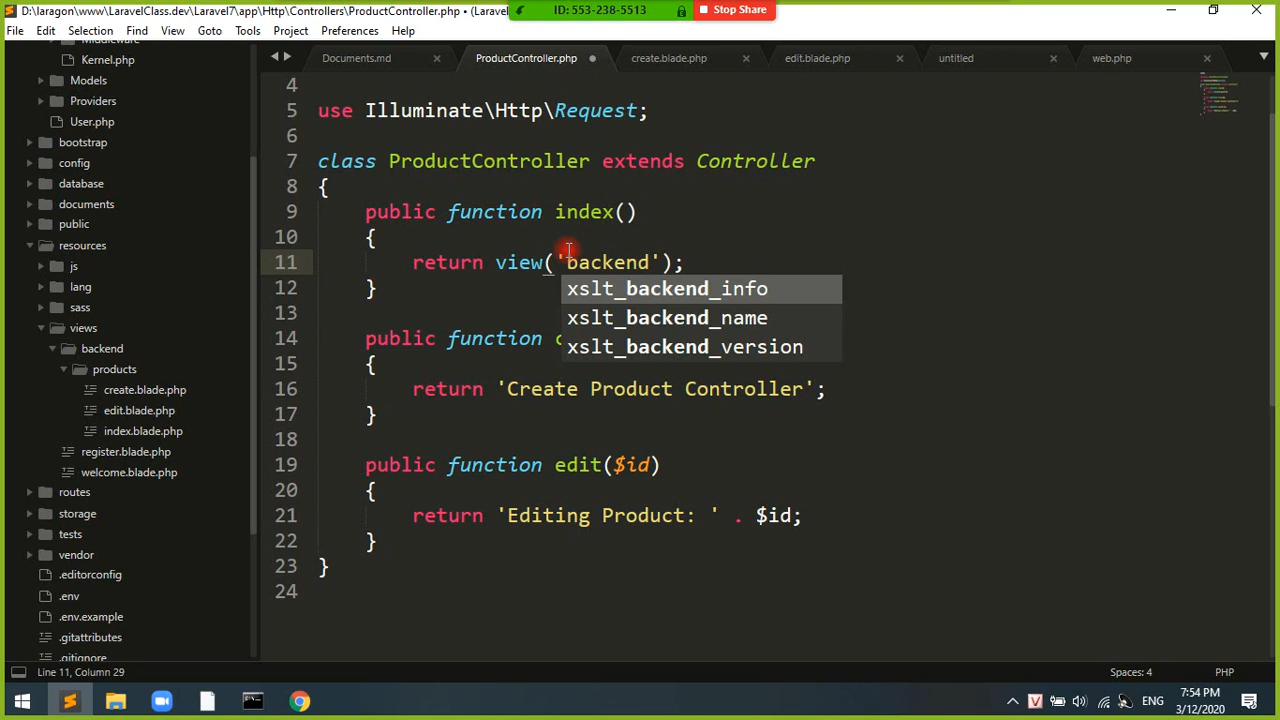 D:\laragon\www\LaravelClass.dev\Laravel7\app\Http\Controllers\ProductController.php • (Larave
ID: 553-238-5513
Stop Share
File Edit Selection Find View Goto Tools Project Preferences Help
Kernel.php
Models
Providers
User.php
bootstrap
config
database
documents
public
resources
js
lang
sass
views
backend
products
create.blade.php
edit.blade.php
index.blade.php
register.blade.php
welcome.blade.php
routes
storage
tests
vendor
.editorconfig
.env
.env.example
.gitattributes
.gitignore
Documents.md
ProductController.php
create.blade.php
edit.blade.php
untitled
web.php
4
5 use Illuminate\Http\Request;
6
7 class ProductController extends Controller
8 {
9 public function index()
10 {
11 return view('backend');
xslt_backend_info
12 }
xslt_backend_name
13
xslt_backend_version
14 public function c
15 {
16 return 'Create Product Controller';
17 }
18
19 public function edit($id)
20 {
21 return 'Editing Product: ' . $id;
22 }
23 }
24
Line 11, Column 29
Spaces: 4
PHP
ENG
7:54 PM
3/12/2020